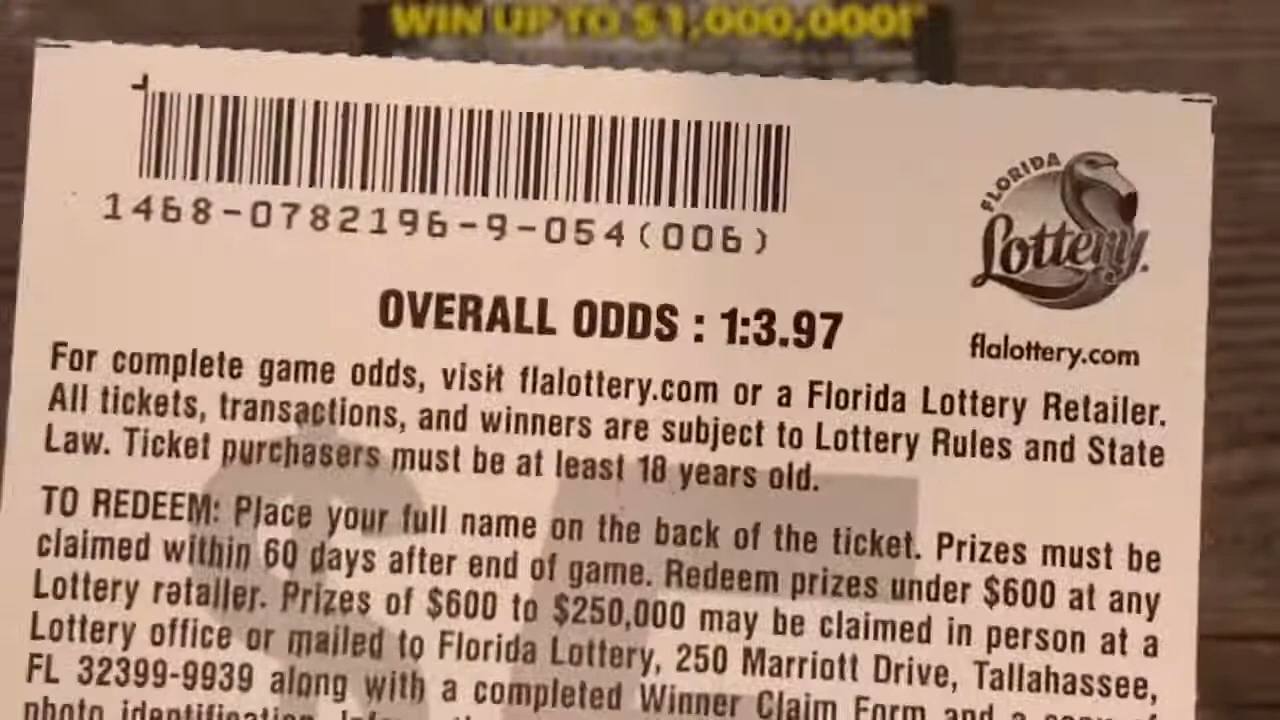 WIN UP TO $1,000,000!
1468-0782196-9-054(006)
FLORIDA
Lottery.
flalottery.com
OVERALL ODDS : 1:3.97
For complete game odds, visit flalottery.com or a Florida Lottery Retailer.
All tickets, transactions, and winners are subject to Lottery Rules and State
Law. Ticket purchasers must be at least 18 years old.
TO REDEEM: Place your full name on the back of the ticket. Prizes must be
claimed within 60 days after end of game. Redeem prizes under $600 at any
Lottery retailer. Prizes of $600 to $250,000 may be claimed in person at a
Lottery office or mailed to Florida Lottery, 250 Marriott Drive, Tallahassee,
FL 32399-9939 along with a completed Winner Claim Form and a copy of
photo identification.